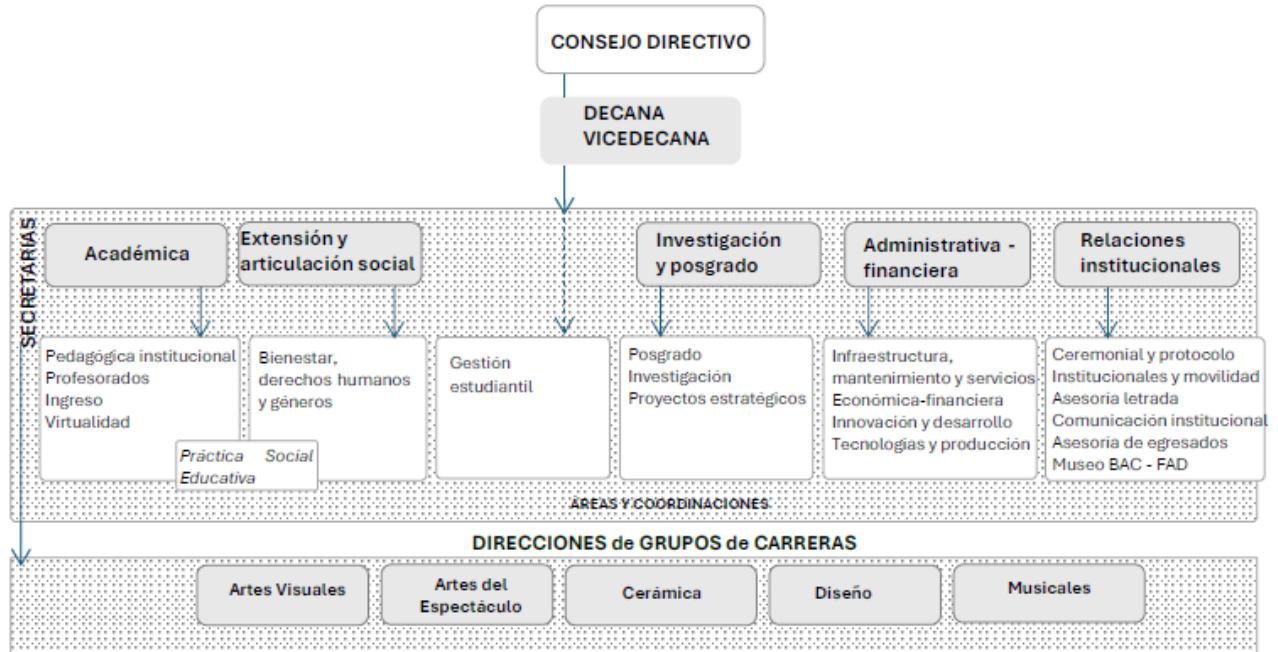 CONSEJO DIRECTIVO
DECANA
VICEDECANA
SECRETARIAS
Académica
Extensión y
articulación social
Investigación
y posgrado
Administrativa -
financiera
Relaciones
institucionales
Pedagógica institucional
Profesorados
Ingreso
Virtualidad
Bienestar,
derechos humanos
y géneros
Práctica Social
Educativa
Gestión
estudiantil
Posgrado
Investigación
Proyectos estratégicos
Infraestructura,
mantenimiento y servicios
Económica-financiera
Innovación y desarrollo
Tecnologías y producción
Ceremonial y protocolo
Institucionales y movilidad
Asesoría letrada
Comunicación institucional
Asesoría de egresados
Museo BAC - FAD
ÁREAS Y COORDINACIONES
DIRECCIONES de GRUPOS de CARRERAS
Artes Visuales
Artes del
Espectáculo
Cerámica
Diseño
Musicales